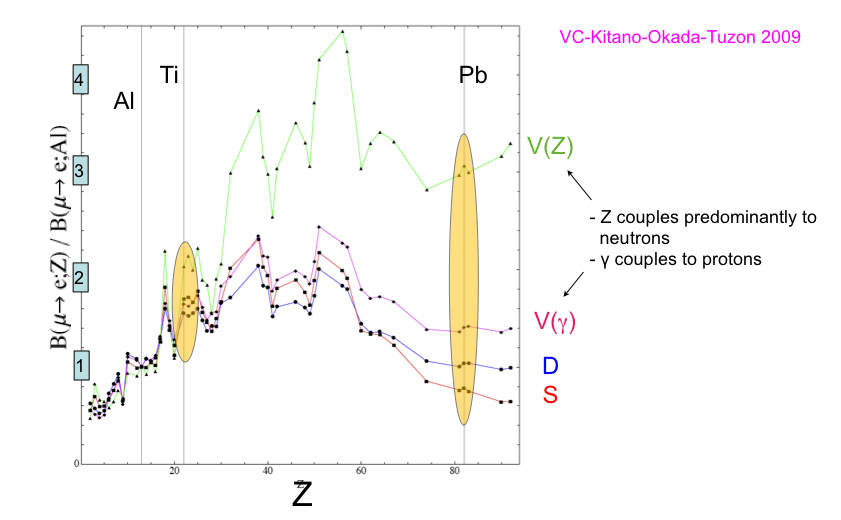 VC-Kitano-Okada-Tuzon 2009
Al
Ti
Pb
B(μ→ e;Z) / B(μ→ e;Al)
4
3
2
1
0
20
40
60
80
Z
Z
V(Z)
- Z couples predominantly to
neutrons
- γ couples to protons
V(γ)
D
S